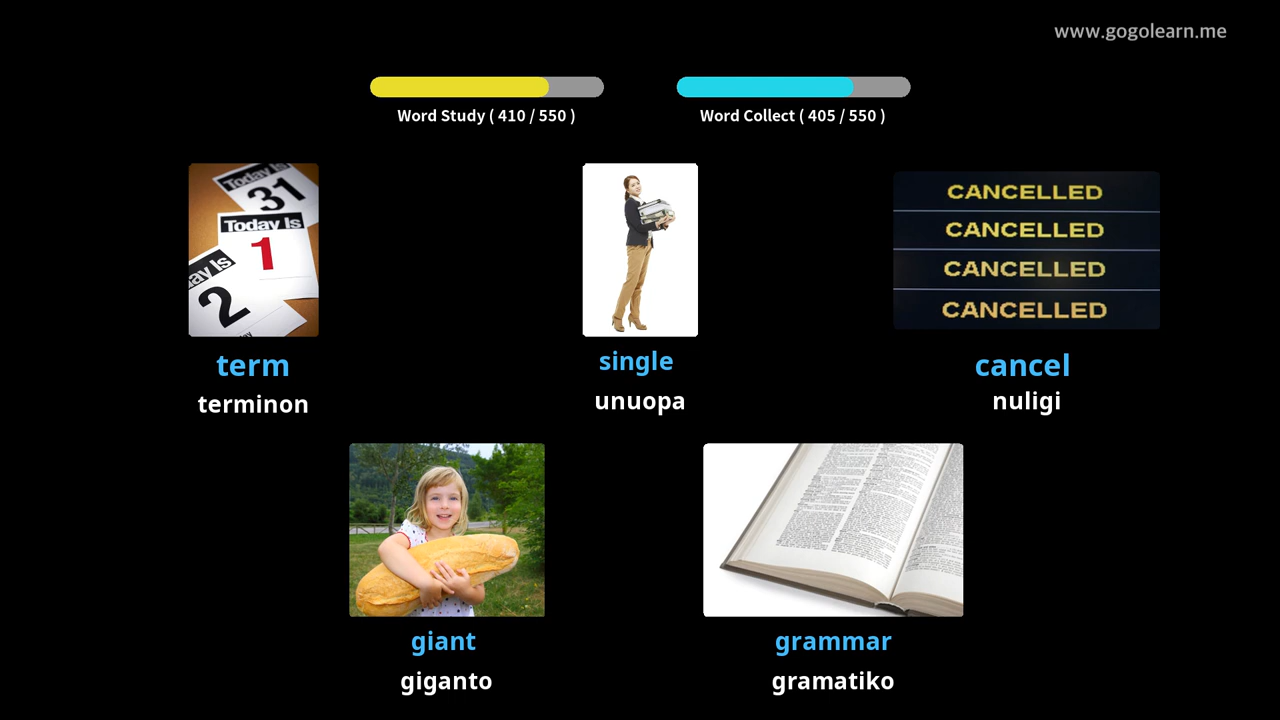 www.gogolearn.me
Word Study ( 410 / 550 )
Word Collect ( 405 / 550 )
Today Is
31
Today Is
1
ay Is
2
CANCELLED
CANCELLED
CANCELLED
CANCELLED
term
single
cancel
terminon
unuopa
nuligi
giant
grammar
giganto
gramatiko